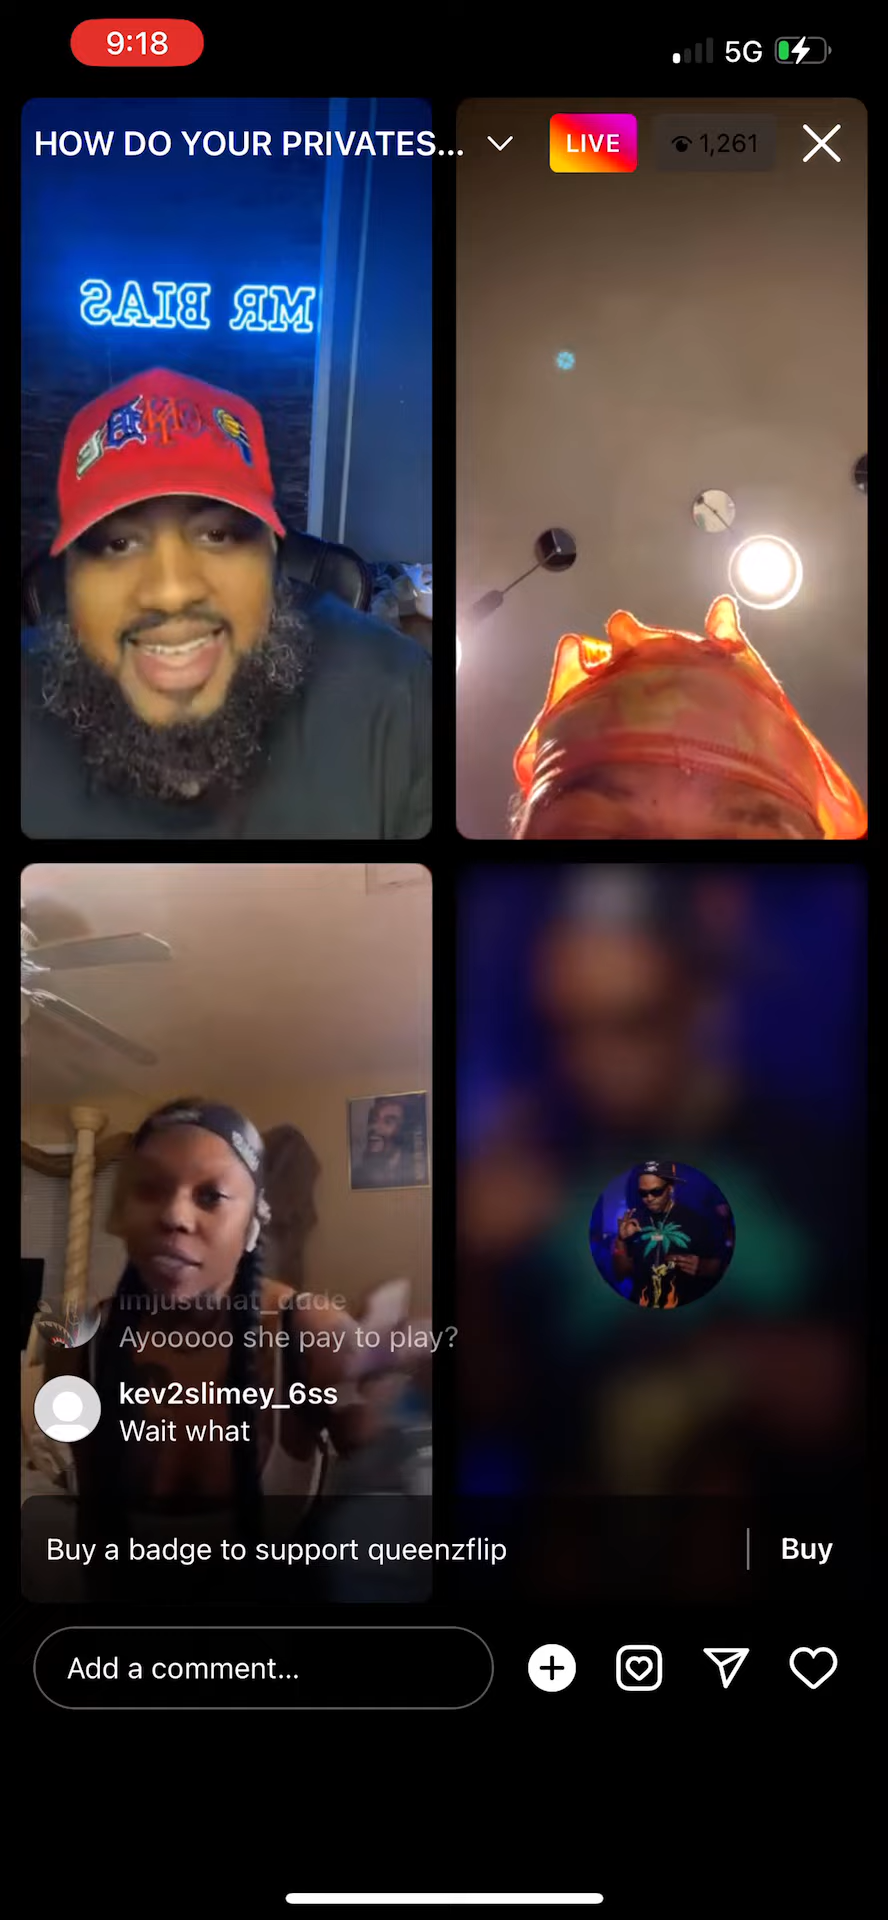 9:18
5G
HOW DO YOUR PRIVATES...
LIVE
1,261
MR BIAS
imjustthat_dude
Ayooooo she pay to play?
kev2slimey_6ss
Wait what
Buy a badge to support queenzflip
Buy
Add a comment...